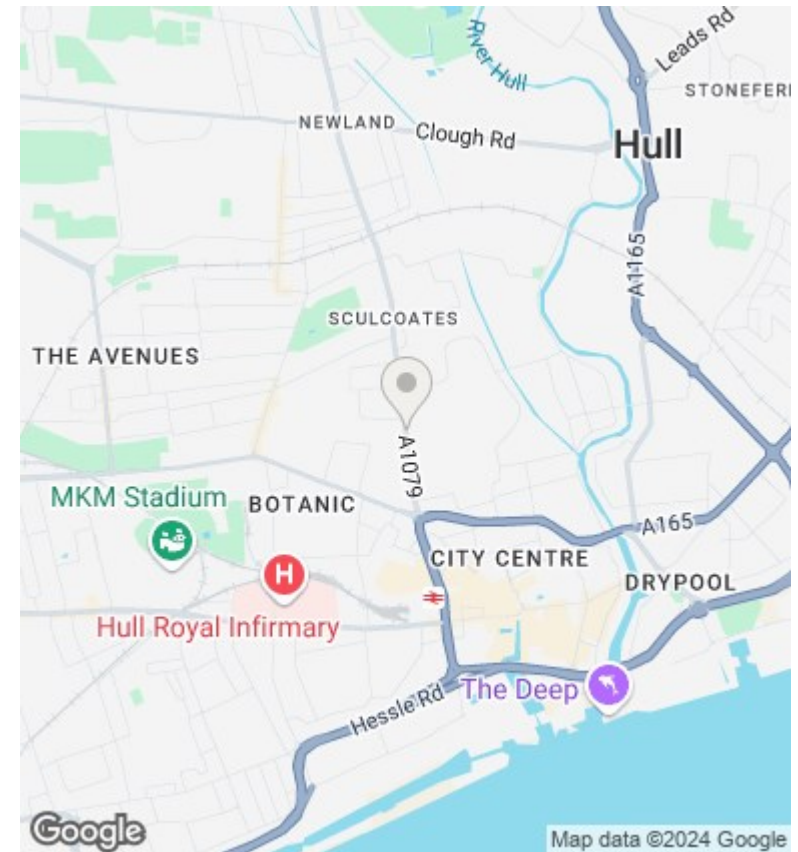 River Hull
Leads Rd
STONEFER
NEWLAND
Clough Rd
Hull
A1165
SCULCOATES
THE AVENUES
A1079
MKM Stadium
BOTANIC
A165
CITY CENTRE
DRYPOOL
H
Hull Royal Infirmary
The Deep
Hessle Rd
Google
Map data ©2024 Google